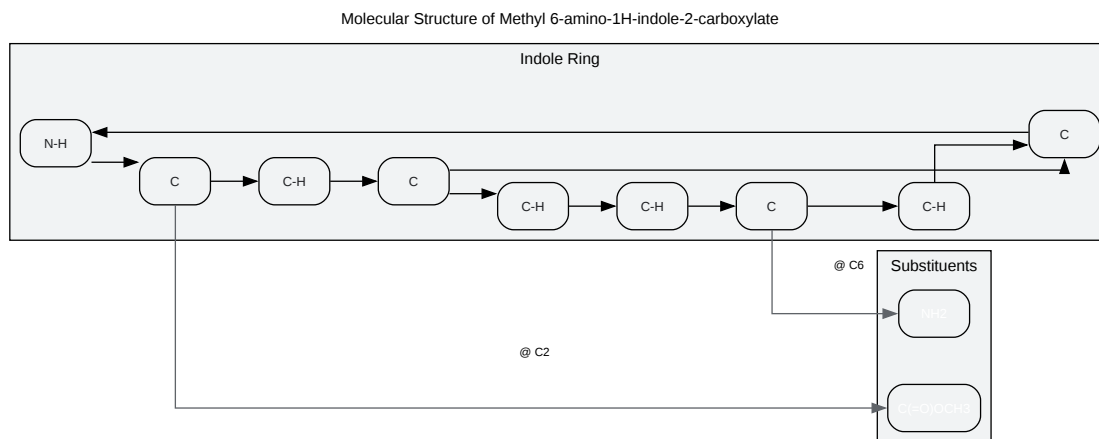 Molecular Structure of Methyl 6-amino-1H-indole-2-carboxylate
Indole Ring
N-H
C
C-H
C
C-H
C-H
C
C-H
C
@ C6
Substituents
NH2
@ C2
C(=O)OCH3